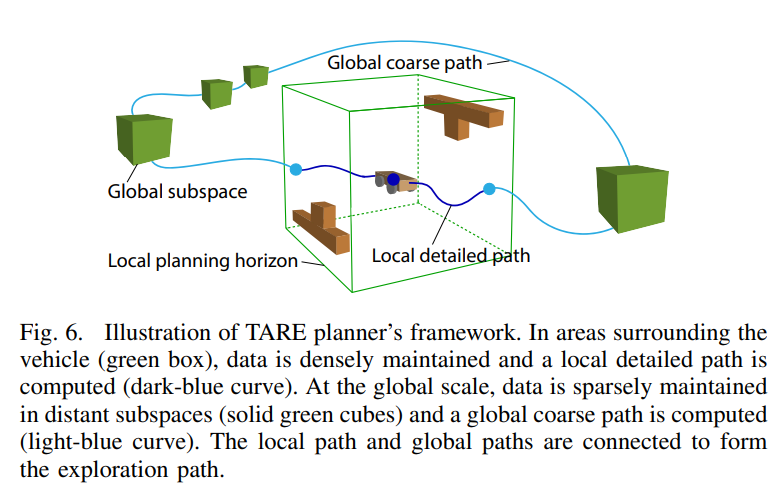 Global coarse path
Global subspace
Local detailed path
Local planning horizon
Fig. 6. Illustration of TARE planner's framework. In areas surrounding the
vehicle (green box), data is densely maintained and a local detailed path is
computed (dark-blue curve). At the global scale, data is sparsely maintained
in distant subspaces (solid green cubes) and a global coarse path is computed
(light-blue curve). The local path and global paths are connected to form
the exploration path.